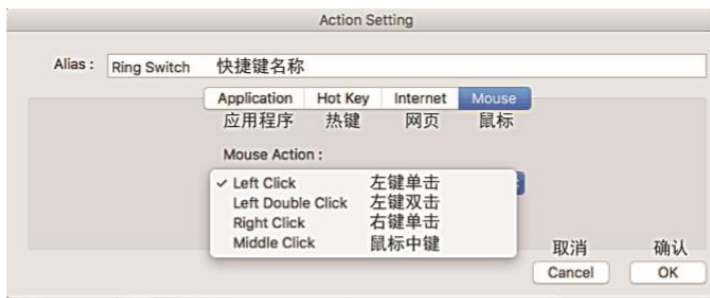 Action Setting
Alias : Ring Switch 快捷键名称
Application Hot Key Internet Mouse
应用程序 热键 网页 鼠标
Mouse Action :
✓ Left Click 左键单击
Left Double Click 左键双击
Right Click 右键单击
Middle Click 鼠标中键
取消 确认
Cancel OK